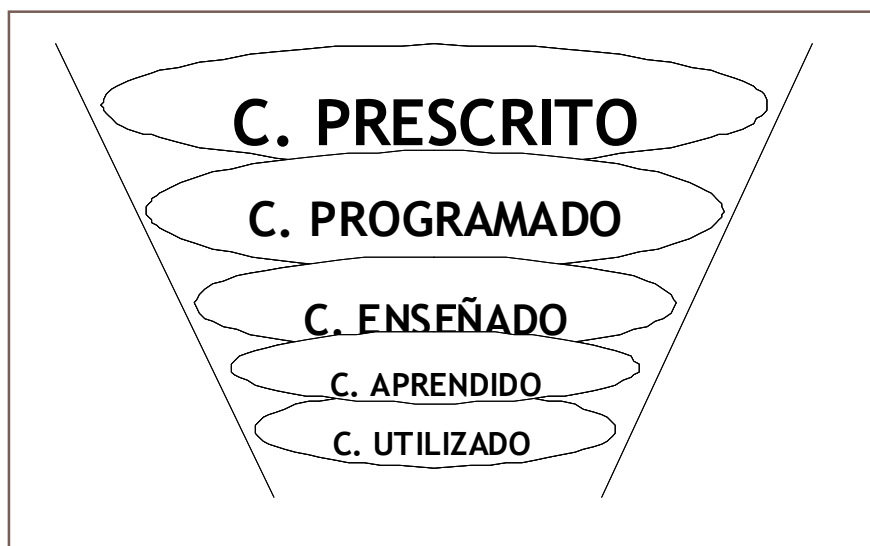 C. PRESCRITO
C. PROGRAMADO
C. ENSEÑADO
C. APRENDIDO
C. UTILIZADO